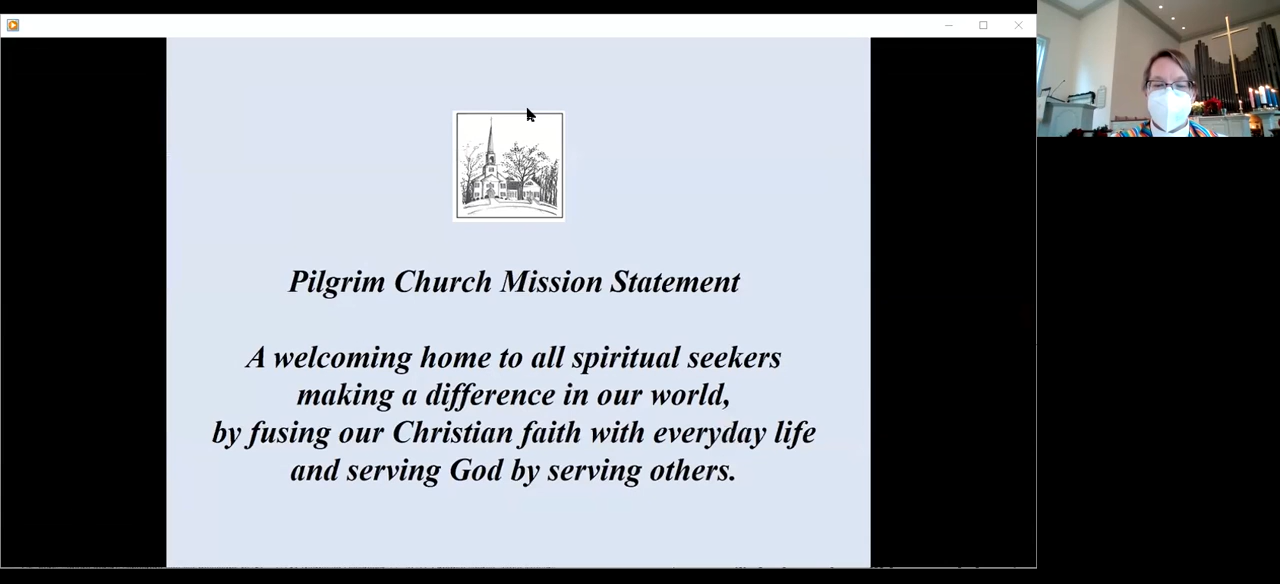 Pilgrim Church Mission Statement
A welcoming home to all spiritual seekers
making a difference in our world,
by fusing our Christian faith with everyday life
and serving God by serving others.